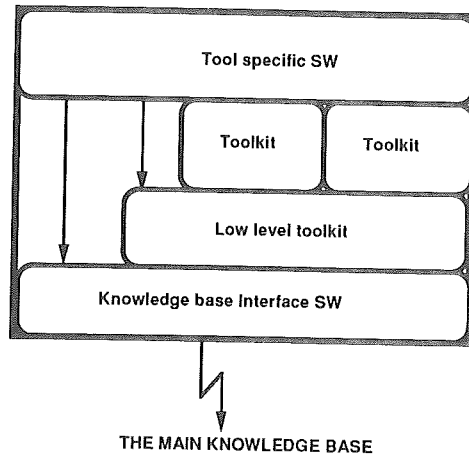 Tool specific SW
Toolkit
Toolkit
Low level toolkit
Knowledge base Interface SW
THE MAIN KNOWLEDGE BASE